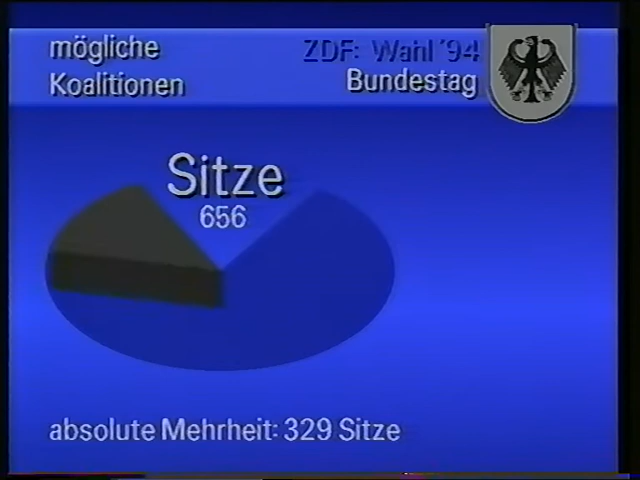 mögliche
Koalitionen
ZDF: Wahl '94
Bundestag
Sitze
656
absolute Mehrheit: 329 Sitze